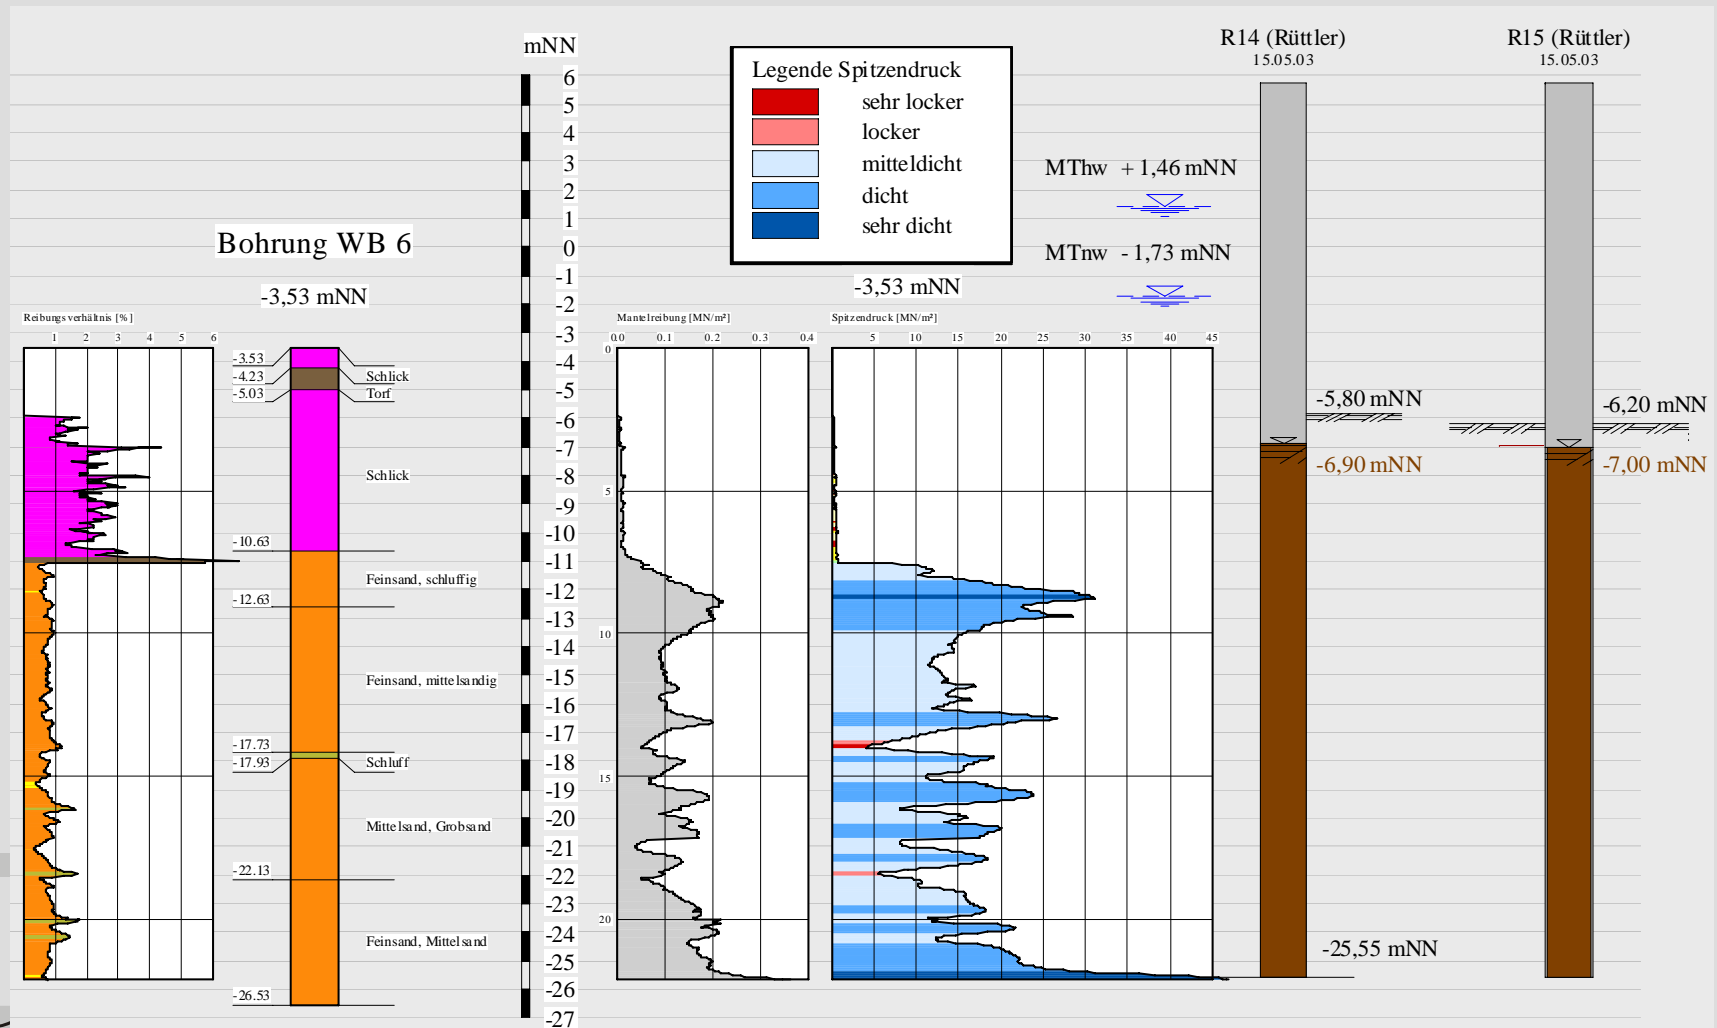 R14 (Rüttler)
15.05.03
R15 (Rüttler)
15.05.03
mNN
6
5
4
3
2
1
0
-1
-2
-3
-4
-5
-6
-7
-8
-9
-10
-11
-12
-13
-14
-15
-16
-17
-18
-19
-20
-21
-22
-23
-24
-25
-26
-27
Legende Spitzendruck
sehr locker
locker
mitteldicht
dicht
sehr dicht
MThw + 1,46 mNN
MTnw - 1,73 mNN
Bohrung WB 6
-3,53 mNN
-3,53 mNN
Reibungsverhältnis [%]
1 2 3 4 5 6
-3.53
-4.23
-5.03
-10.63
-12.63
-17.73
-17.93
-22.13
-26.53
Schlick
Torf
Schlick
Feinsand, schluffig
Feinsand, mittelsandig
Schluff
Mittelsand, Grobsand
Feinsand, Mittelsand
Mantelreibung [MN/m²]
0.0 0.1 0.2 0.3 0.4
0
5
10
15
20
Spitzendruck [MN/m²]
5 10 15 20 25 30 35 40 45
-5,80 mNN
-6,90 mNN
-6,20 mNN
-7,00 mNN
-25,55 mNN